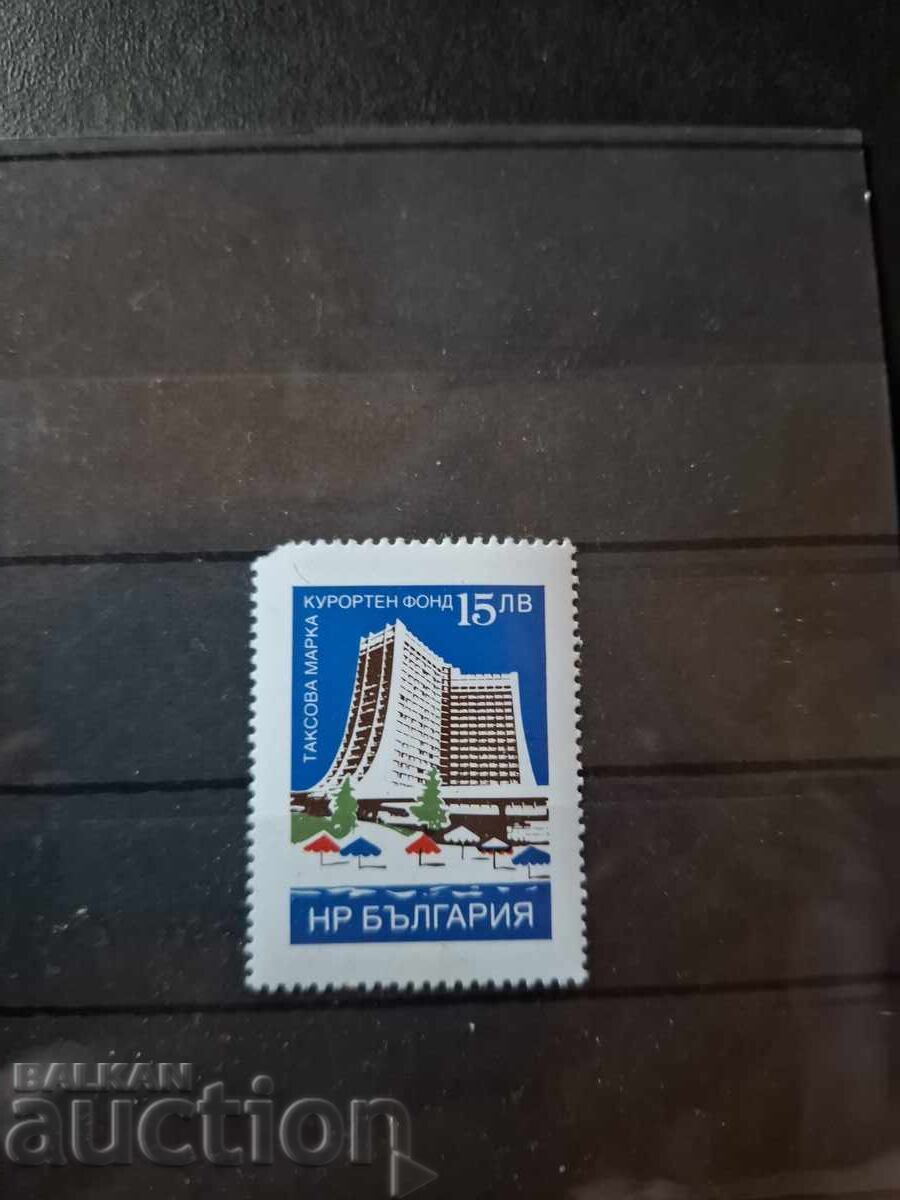 КУРОРТЕН ФОНД 15 ЛВ
ТАКСОВА МАРКА
НР БЪЛГАРИЯ
BALKAN
auction